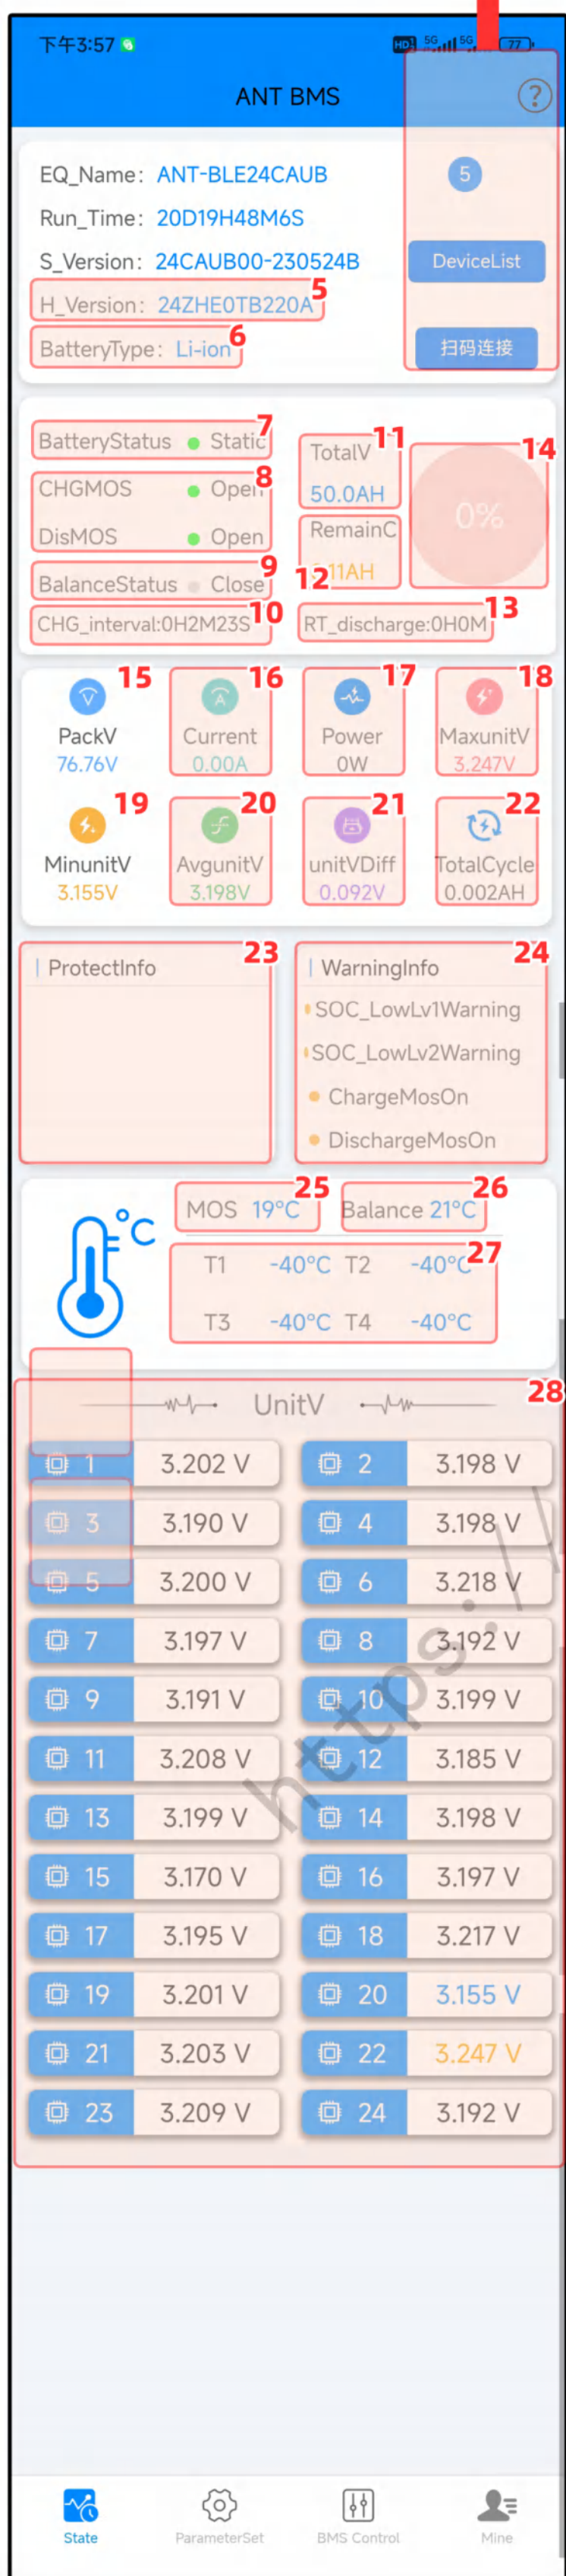 下午3:57 HD 5G 5G 77
ANT BMS ?
EQ_Name: ANT-BLE24CAUB 5
Run_Time: 20D19H48M6S
S_Version: 24CAUB00-230524B DeviceList
H_Version: 24ZHE0TB220A 5
BatteryType: Li-ion 6 扫码连接
BatteryStatus Static 7 TotalV 11 14
CHGMOS Open 8 50.0AH 0%
DisMOS Open RemainC
BalanceStatus Close 9 12 11AH
CHG_interval:0H2M23S 10 RT_discharge:0H0M 13
15 16 17 18
PackV Current Power MaxunitV
76.76V 0.00A 0W 3.247V
19 20 21 22
MinunitV AvgunitV unitVDiff TotalCycle
3.155V 3.198V 0.092V 0.002AH
ProtectInfo 23 WarningInfo 24
SOC_LowLv1Warning
SOC_LowLv2Warning
ChargeMosOn
DischargeMosOn
°C MOS 19°C 25 Balance 21°C 26
T1 -40°C T2 -40°C 27
T3 -40°C T4 -40°C
UnitV 28
1 3.202 V 2 3.198 V
3 3.190 V 4 3.198 V
5 3.200 V 6 3.218 V
7 3.197 V 8 3.192 V
9 3.191 V 10 3.199 V
11 3.208 V 12 3.185 V
13 3.199 V 14 3.198 V
15 3.170 V 16 3.197 V
17 3.195 V 18 3.217 V
19 3.201 V 20 3.155 V
21 3.203 V 22 3.247 V
23 3.209 V 24 3.192 V
https://
State ParameterSet BMS Control Mine